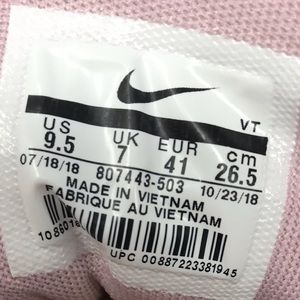 VT
US UK EUR cm
9.5 7 41 26.5
07/18/18 807443-503 10/23/18
MADE IN VIETNAM
FABRIQUE AU VIETNAM
UPC 00887223381945